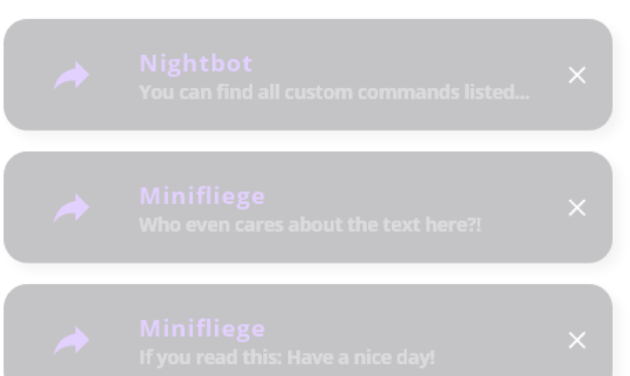 Nightbot
You can find all custom commands listed...
Minifliege
Who even cares about the text here?!
Minifliege
If you read this: Have a nice day!